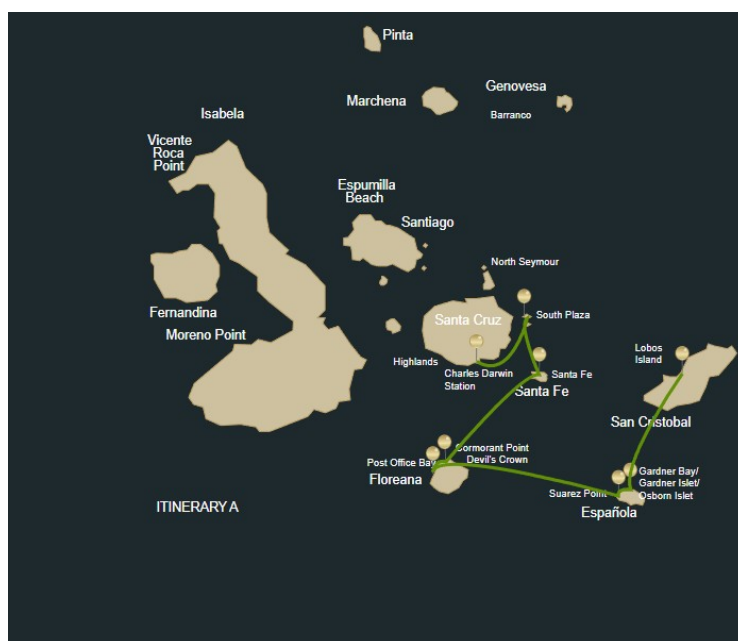 Pinta
Genovesa
Marchena
Barranco
Isabela
Vicente
Roca
Point
Espumilla
Beach
Santiago
North Seymour
Fernandina
Santa Cruz
South Plaza
Moreno Point
Lobos
Island
Highlands
Charles Darwin
Station
Santa Fe
Santa Fe
San Cristobal
Cormorant Point
Devil's Crown
Post Office Bay
Floreana
Gardner Bay/
Gardner Islet/
Osborn Islet
Suarez Point
Española
ITINERARY A